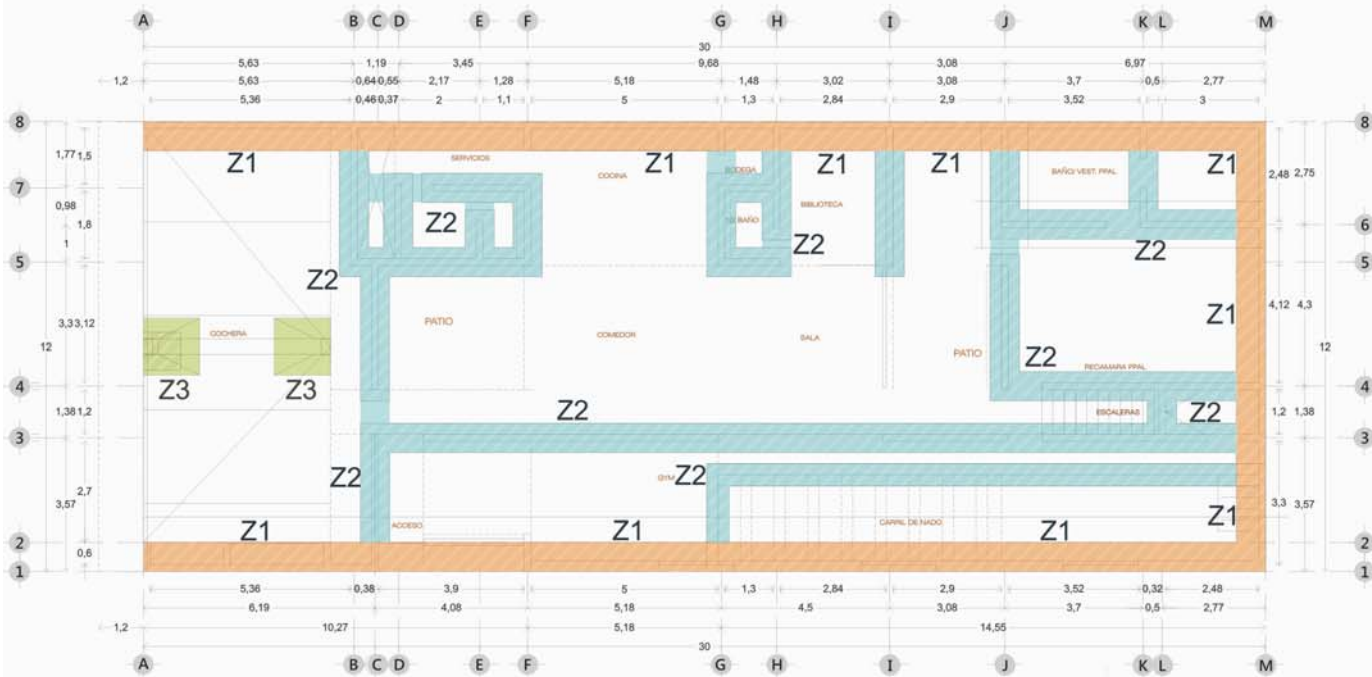 A B C D E F G H I J K L M
30
5,63 1,19 3,45 9,68 3,08 6,97
1,2 5,63 0,64 0,55 2,17 1,28 5,18 1,48 3,02 3,08 3,7 0,5 2,77
5,36 0,46 0,37 2 1,1 5 1,3 2,84 2,9 3,52 3
8 8
1,77 1,5 Z1 SERVICIOS COCINA Z1 BODEGA Z1 Z1 BAÑO/ VEST. PPAL Z1 2,48 2,75
7
0,98 1,8 Z2 BAÑO BIBLIOTECA
6
1 Z2 Z2
5 5
Z2
3,3 3,12 COCHERA PATIO COMEDOR SALA PATIO Z1 4,12 4,3
12 12
Z2 RECAMARA PPAL
4 Z3 Z3 4
1,38 1,2 Z2 ESCALERAS Z2 1,2 1,38
3 3
Z2 GYM Z2
2,7
3,57 Z1 ACCESO Z1 CARRIL DE NADO Z1 Z1 3,3 3,57
2 2
0,6
1 1
5,36 0,38 3,9 5 1,3 2,84 2,9 3,52 0,32 2,48
6,19 4,08 5,18 4,5 3,08 3,7 0,5 2,77
1,2 10,27 5,18 14,55
30
A B C D E F G H I J K L M